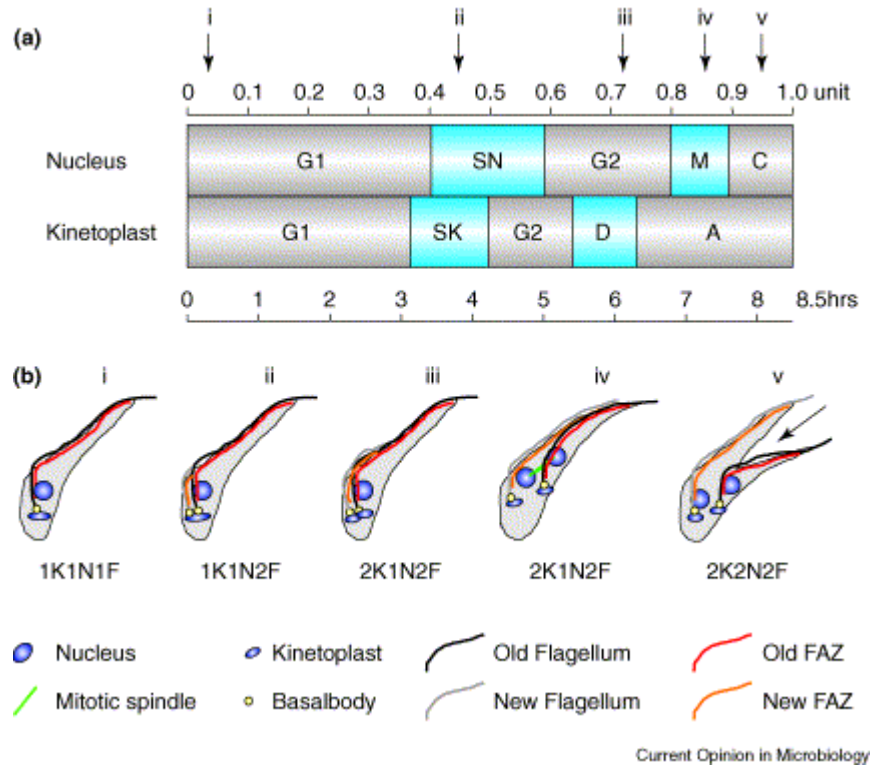 i ii iii iv v
(a)
0 0.1 0.2 0.3 0.4 0.5 0.6 0.7 0.8 0.9 1.0 unit
Nucleus G1 SN G2 M C
Kinetoplast G1 SK G2 D A
0 1 2 3 4 5 6 7 8 8.5hrs
(b) i ii iii iv v
1K1N1F 1K1N2F 2K1N2F 2K1N2F 2K2N2F
Nucleus Kinetoplast Old Flagellum Old FAZ
Mitotic spindle Basalbody New Flagellum New FAZ
Current Opinion in Microbiology